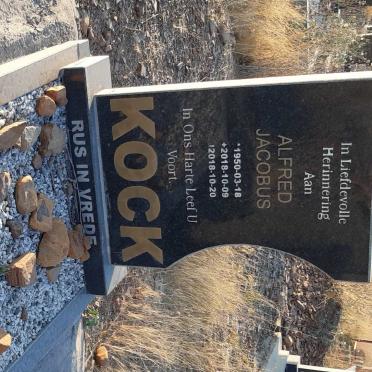 In Liefdevolle
Herinnering
Aan
ALFRED
JACOBUS
*1950-03-18
+2018-10-09
‡2018-10-20
In Ons Harte Leef U
Voort..
KOCK
RUS IN VREDE